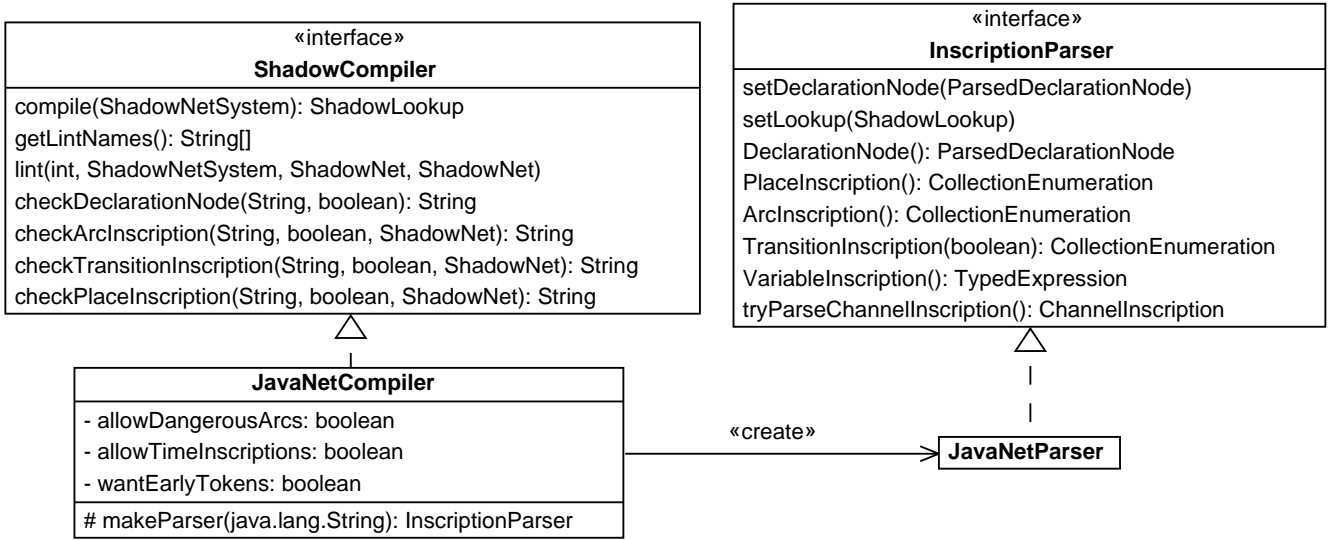 «interface»
ShadowCompiler
compile(ShadowNetSystem): ShadowLookup
getLintNames(): String[]
lint(int, ShadowNetSystem, ShadowNet, ShadowNet)
checkDeclarationNode(String, boolean): String
checkArcInscription(String, boolean, ShadowNet): String
checkTransitionInscription(String, boolean, ShadowNet): String
checkPlaceInscription(String, boolean, ShadowNet): String
«interface»
InscriptionParser
setDeclarationNode(ParsedDeclarationNode)
setLookup(ShadowLookup)
DeclarationNode(): ParsedDeclarationNode
PlaceInscription(): CollectionEnumeration
ArcInscription(): CollectionEnumeration
TransitionInscription(boolean): CollectionEnumeration
VariableInscription(): TypedExpression
tryParseChannelInscription(): ChannelInscription
JavaNetCompiler
- allowDangerousArcs: boolean
- allowTimeInscriptions: boolean
- wantEarlyTokens: boolean
# makeParser(java.lang.String): InscriptionParser
«create»
JavaNetParser